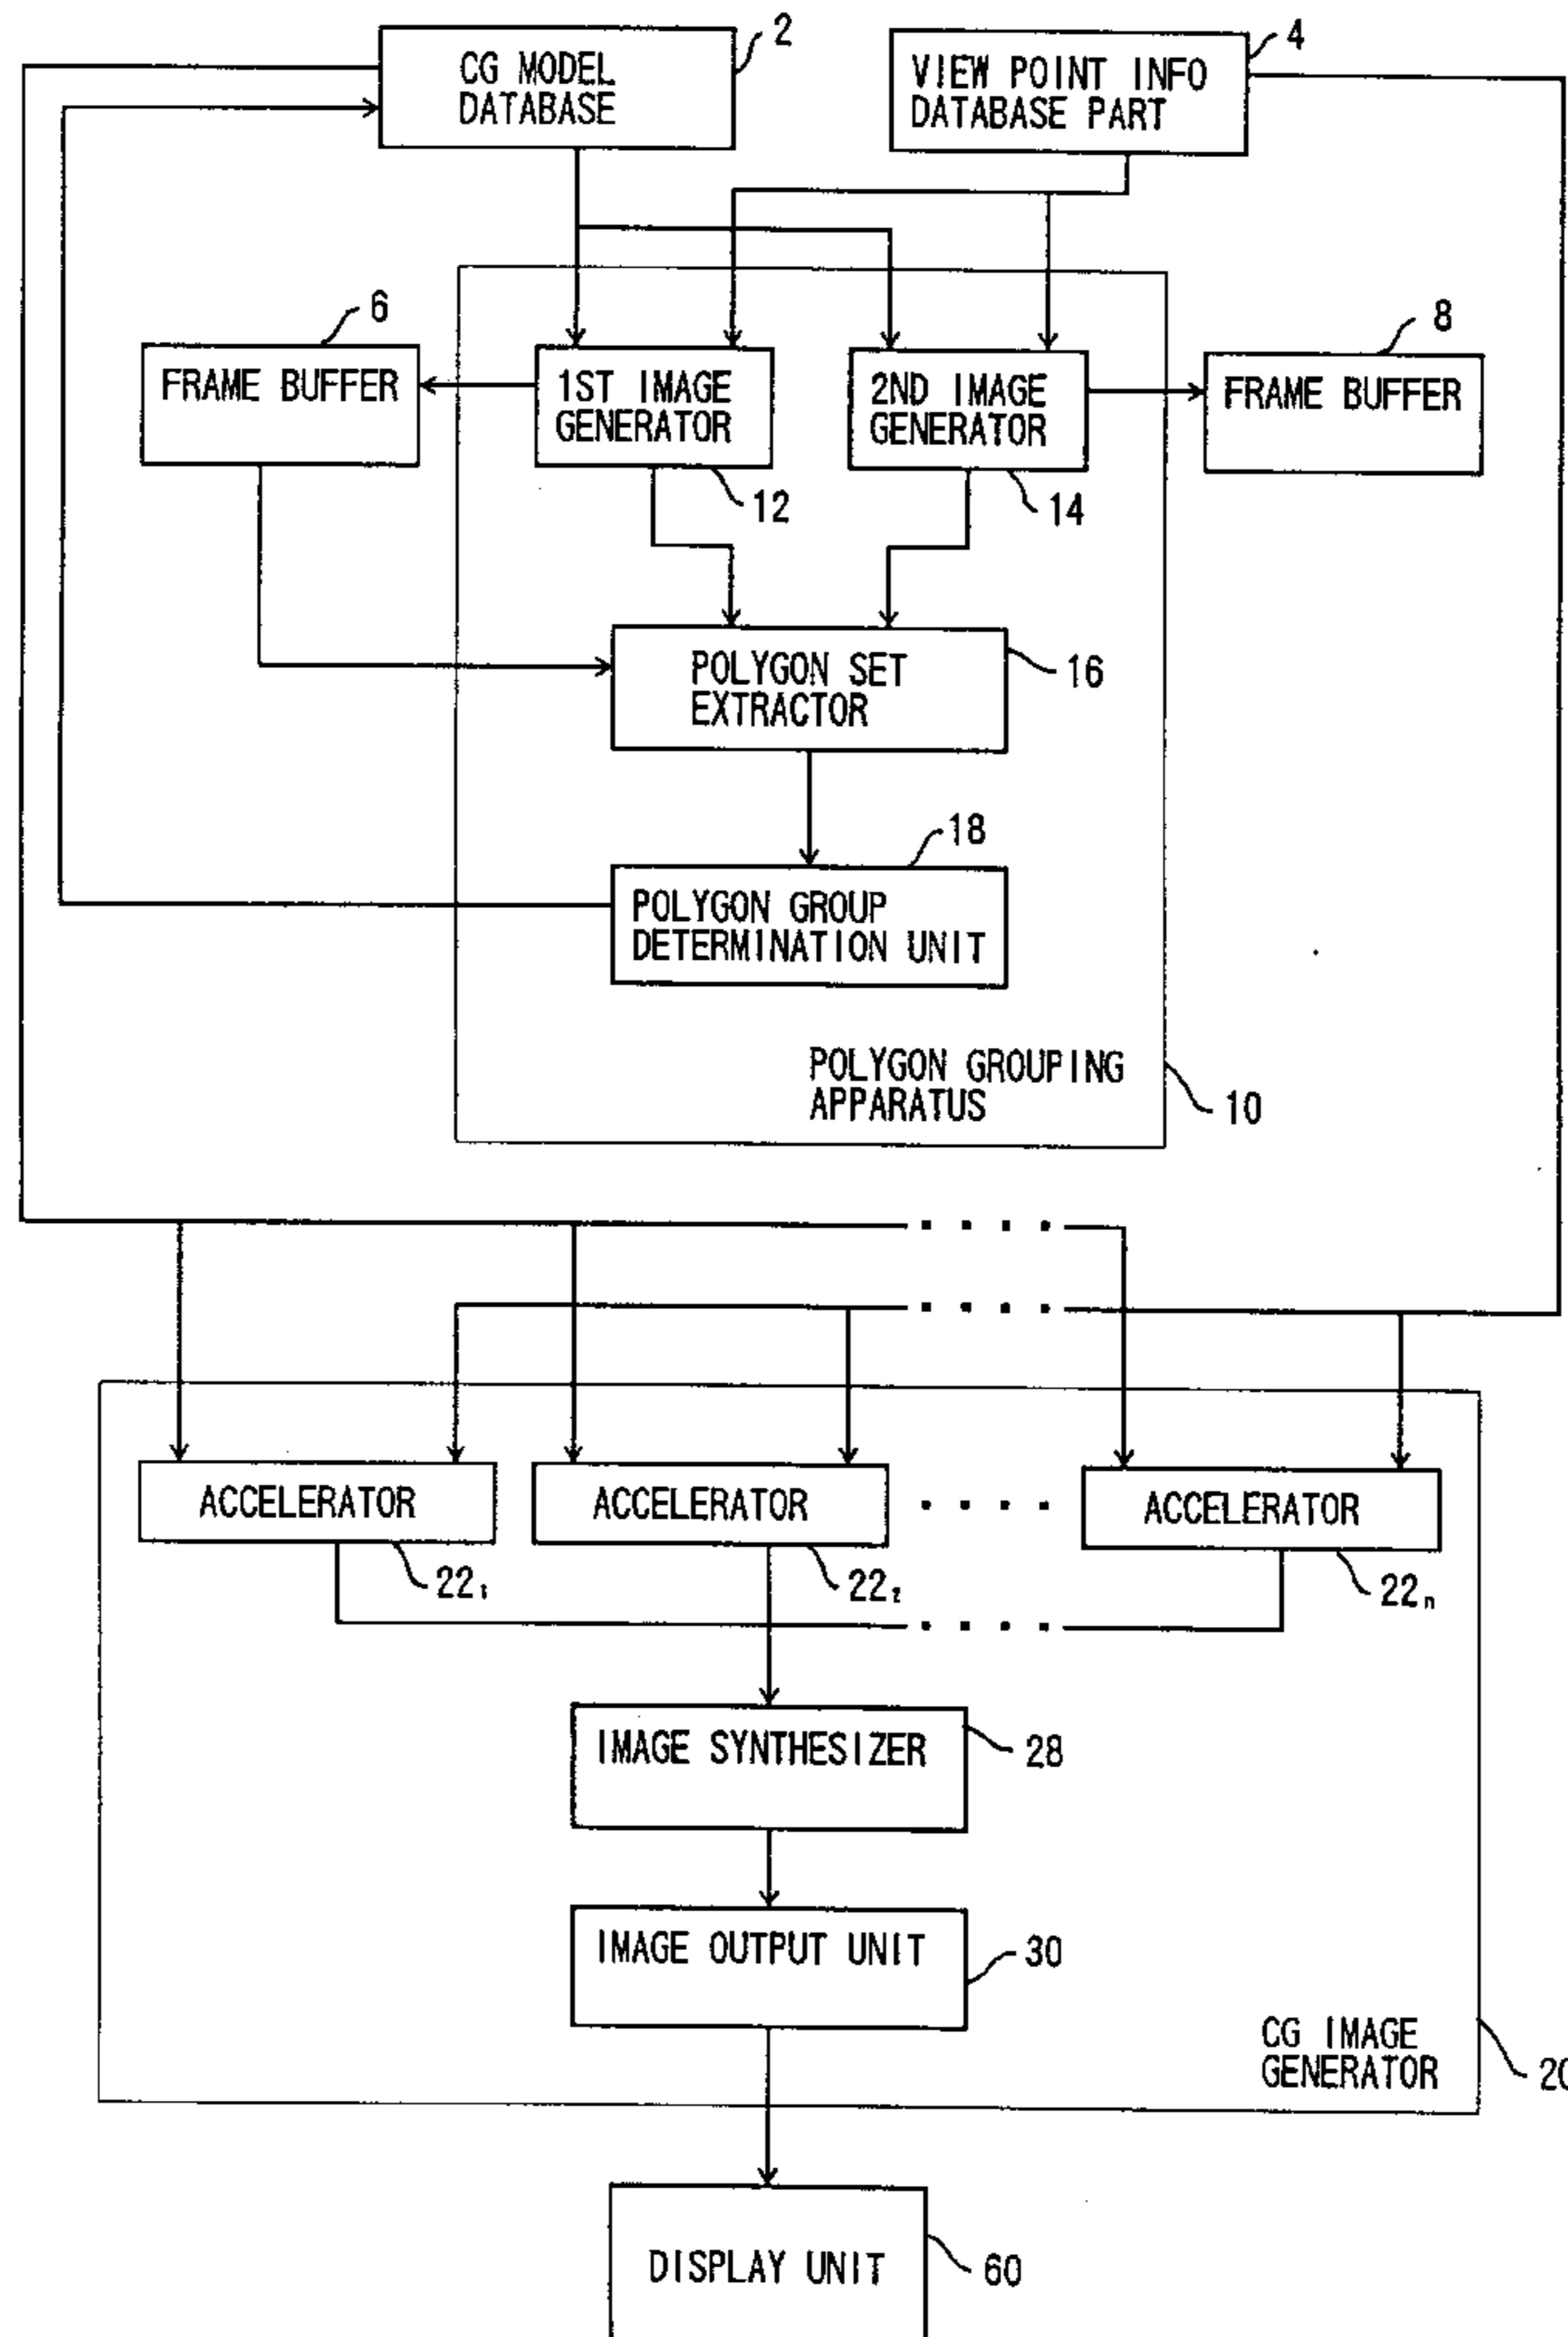 2
4
CG MODEL
DATABASE
VIEW POINT INFO
DATABASE PART
6
8
FRAME BUFFER
1ST IMAGE
GENERATOR
2ND IMAGE
GENERATOR
FRAME BUFFER
12
14
POLYGON SET
EXTRACTOR
16
18
POLYGON GROUP
DETERMINATION UNIT
POLYGON GROUPING
APPARATUS
10
ACCELERATOR
ACCELERATOR
ACCELERATOR
22₁
22₂
22ₙ
IMAGE SYNTHESIZER
28
IMAGE OUTPUT UNIT
30
CG IMAGE
GENERATOR
20
DISPLAY UNIT
60